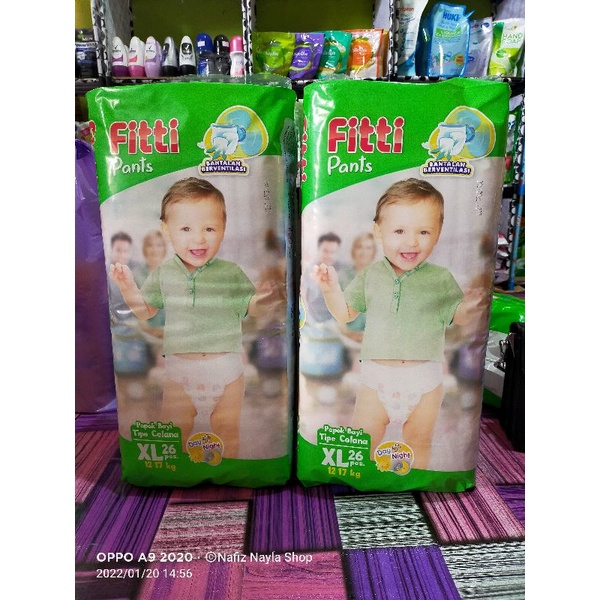 Fitti
Pants
BANTALAN
BERVENTILASI
Popok Bayi
Tipe Celana
XL 26
pcs.
12-17 kg
Day & Night
Fitti
Pants
BANTALAN
BERVENTILASI
Popok Bayi
Tipe Celana
XL 26
pcs.
12-17 kg
Day & Night
HAND
SOAP
OPPO A9 2020 · ©Nafiz Nayla Shop
2022/01/20 14:56